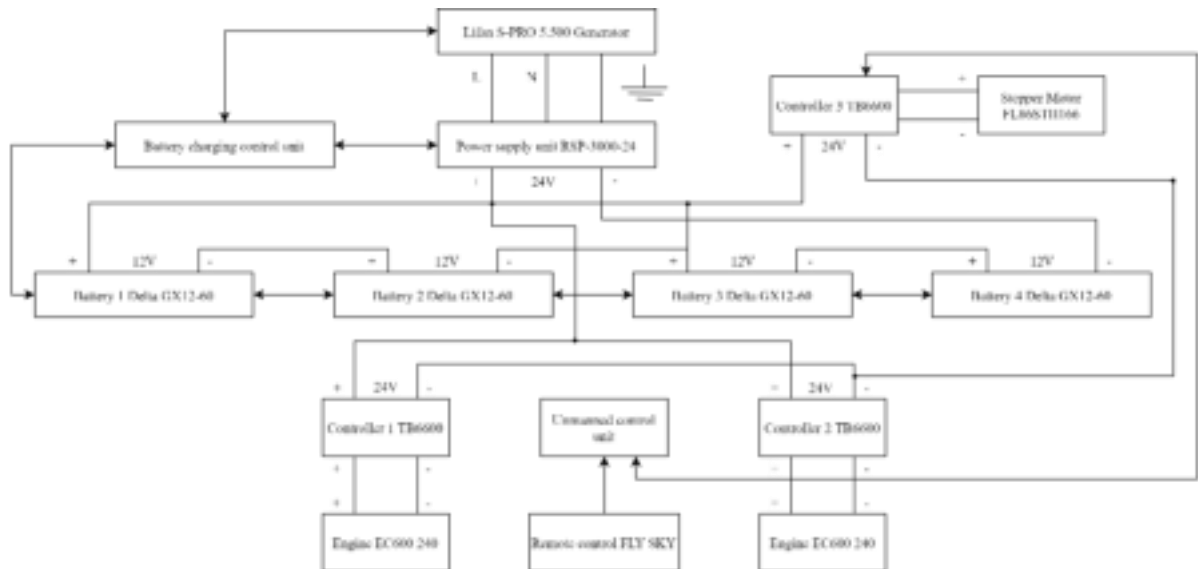 Lifan S-PRO 5.500 Generator
L
N
Controller 3 TB6600
+
-
Stepper Motor
FL86STH166
Battery charging control unit
Power supply unit RSP-3000-24
+
24V
-
+
24V
-
+
12V
-
+
12V
-
+
12V
-
+
12V
-
Battery 1 Delta GX12-60
Battery 2 Delta GX12-60
Battery 3 Delta GX12-60
Battery 4 Delta GX12-60
+
24V
-
24V
-
Controller 1 TB6600
Unmanned control
unit
Controller 2 TB6600
+
-
-
+
-
-
Engine EC600 240
Remote control FLY SKY
Engine EC600 240